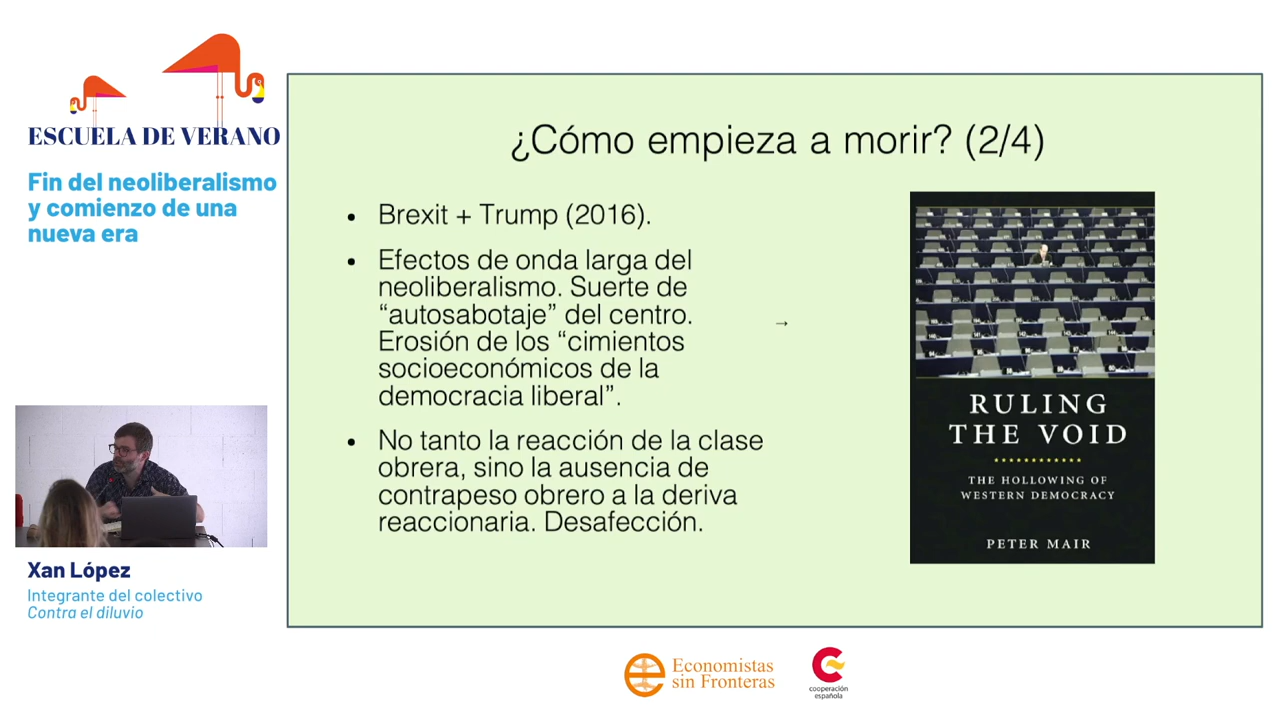 ESCUELA DE VERANO
Fin del neoliberalismo
y comienzo de una
nueva era
¿Cómo empieza a morir? (2/4)
• Brexit + Trump (2016).
• Efectos de onda larga del
neoliberalismo. Suerte de
“autosabotaje” del centro.
Erosión de los “cimientos
socioeconómicos de la
democracia liberal”.
→
• No tanto la reacción de la clase
obrera, sino la ausencia de
contrapeso obrero a la deriva
reaccionaria. Desafección.
RULING
THE VOID
THE HOLLOWING OF
WESTERN DEMOCRACY
PETER MAIR
Xan López
Integrante del colectivo
Contra el diluvio
Economistas
sin Fronteras
cooperación
española